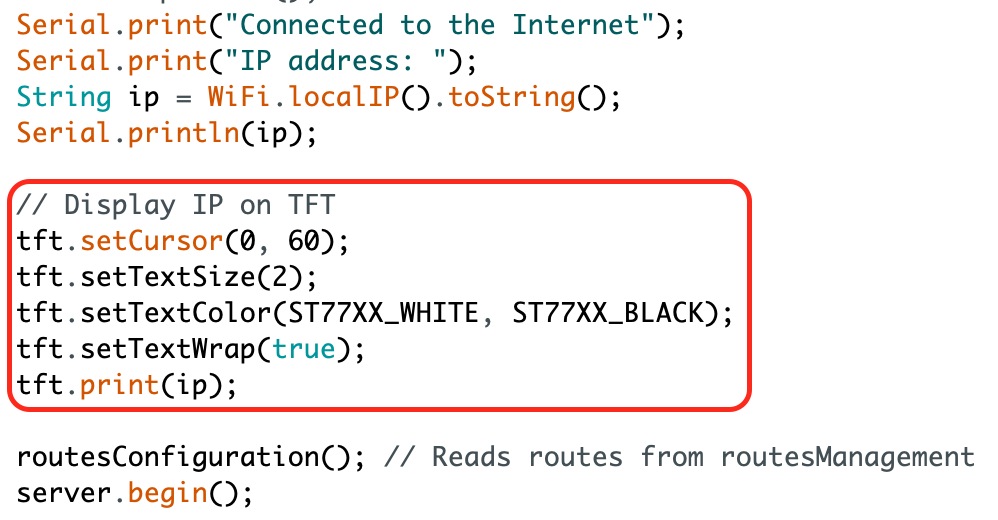 Serial.print("Connected to the Internet");
Serial.print("IP address: ");
String ip = WiFi.localIP().toString();
Serial.println(ip);
// Display IP on TFT
tft.setCursor(0, 60);
tft.setTextSize(2);
tft.setTextColor(ST77XX_WHITE, ST77XX_BLACK);
tft.setTextWrap(true);
tft.print(ip);
routesConfiguration(); // Reads routes from routesManagement
server.begin();